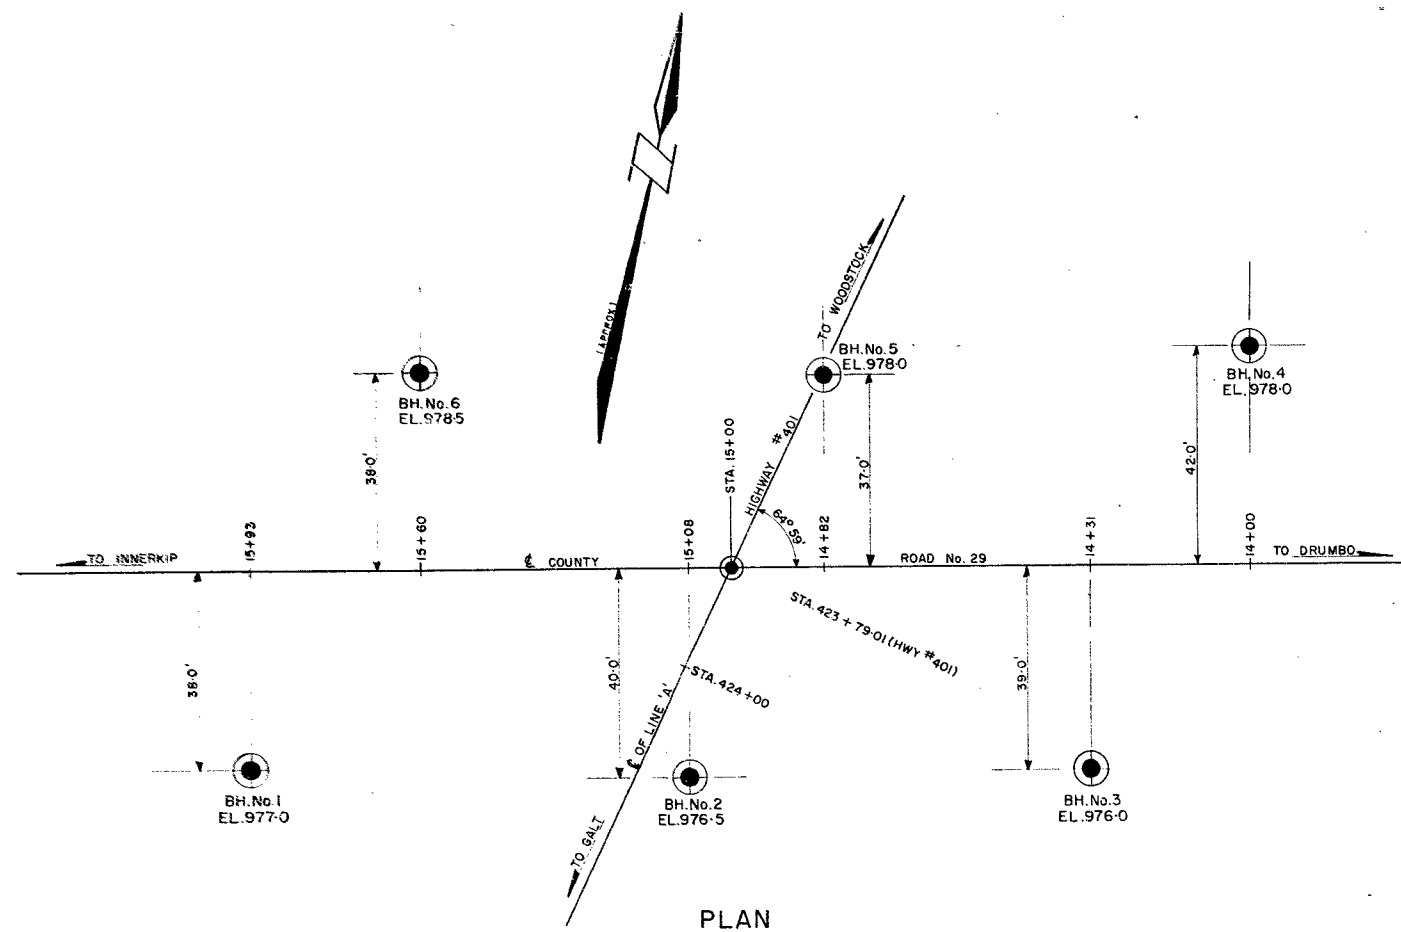 (APPROX)
TO WOODSTOCK
BH.No.5
EL.978·0
BH.No.4
EL.978·0
BH.No.6
EL.978·5
38·0'
STA.15+00
HIGHWAY #401
37·0'
42·0'
64° 59'
TO INNERKIP
15+93
15+60
℄ COUNTY
15+08
14+82
ROAD No. 29
14+31
14+00
TO DRUMBO
STA. 423 + 79·01 (HWY #401)
38·0'
40·0'
STA. 424+00
39·0'
℄ OF LINE 'A'
BH.No.1
EL.977·0
BH.No.2
EL.976·5
BH.No.3
EL.976·0
TO GALT
PLAN